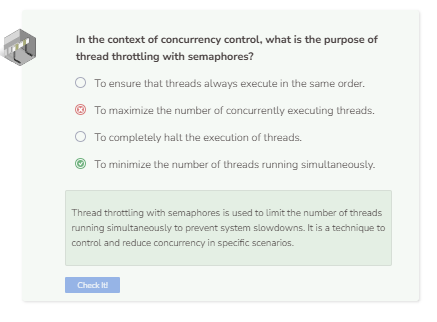 In the context of concurrency control, what is the purpose of
thread throttling with semaphores?
To ensure that threads always execute in the same order.
To maximize the number of concurrently executing threads.
To completely halt the execution of threads.
To minimize the number of threads running simultaneously.
Thread throttling with semaphores is used to limit the number of threads
running simultaneously to prevent system slowdowns. It is a technique to
control and reduce concurrency in specific scenarios.
Check It!